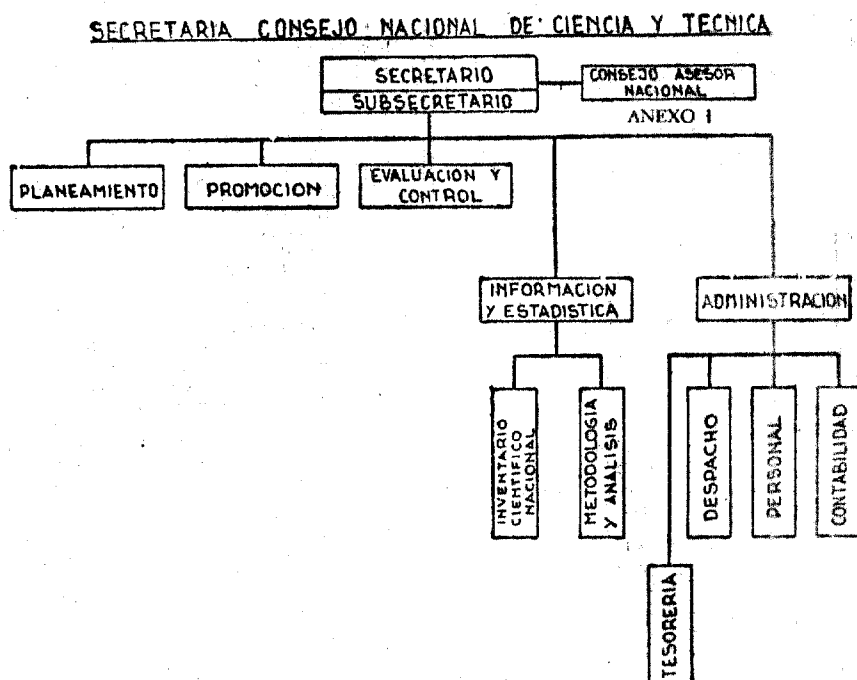 SECRETARIA CONSEJO NACIONAL DE CIENCIA Y TECNICA
SECRETARIO
SUBSECRETARIO
CONSEJO ASESOR
NACIONAL
ANEXO 1
PLANEAMIENTO
PROMOCION
EVALUACION Y
CONTROL
INFORMACION
Y ESTADISTICA
ADMINISTRACION
INVENTARIO
CIENTIFICO
NACIONAL
METODOLOGIA
Y ANALISIS
DESPACHO
PERSONAL
CONTABILIDAD
TESORERIA